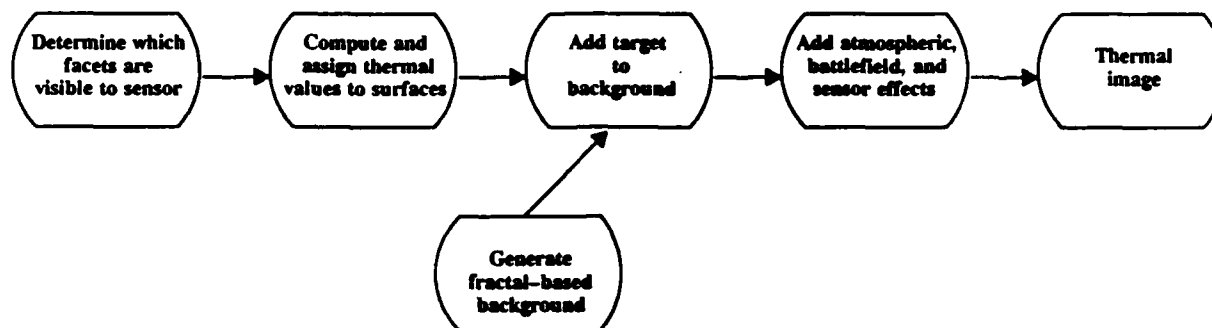 Determine which
facets are
visible to sensor
Compute and
assign thermal
values to surfaces
Add target
to
background
Add atmospheric,
battlefield, and
sensor effects
Thermal
image
Generate
fractal-based
background